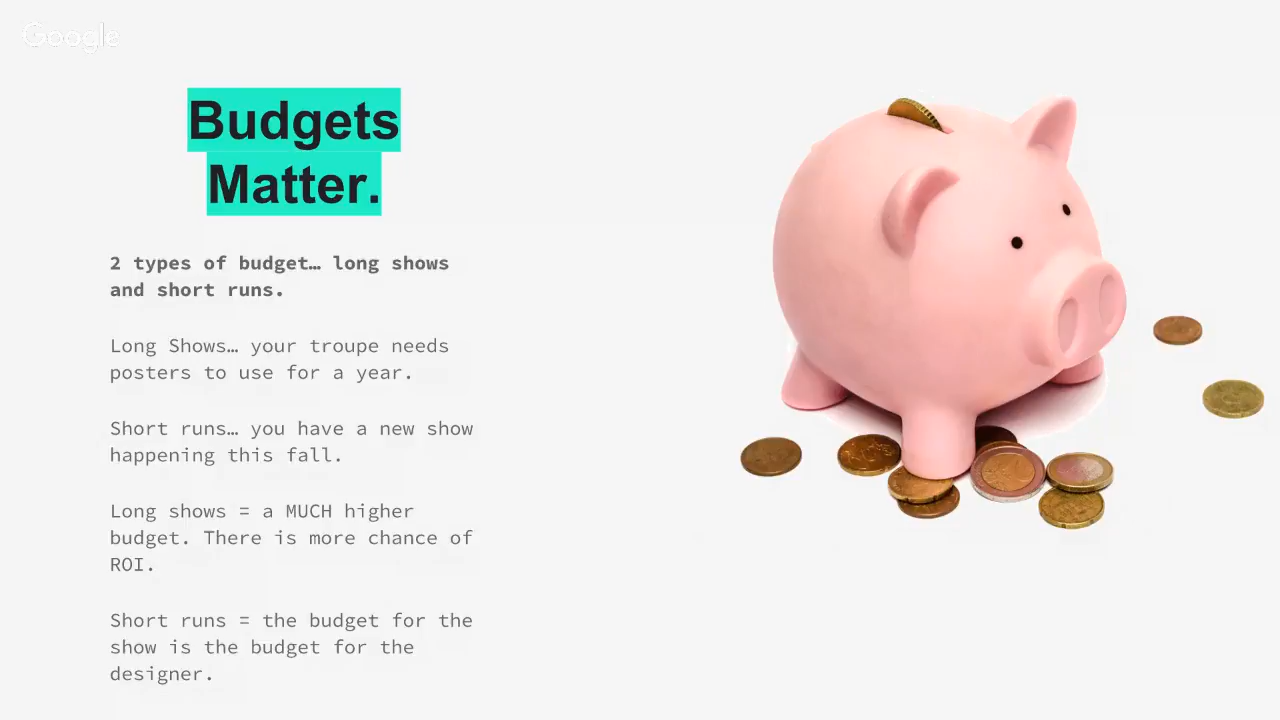 Google
Budgets
Matter.
2 types of budget… long shows
and short runs.
Long Shows… your troupe needs
posters to use for a year.
Short runs… you have a new show
happening this fall.
Long shows = a MUCH higher
budget. There is more chance of
ROI.
Short runs = the budget for the
show is the budget for the
designer.